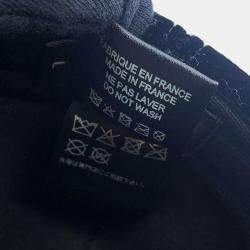 FABRIQUE EN FRANCE
MADE IN FRANCE
NE PAS LAVER
DO NOT WASH